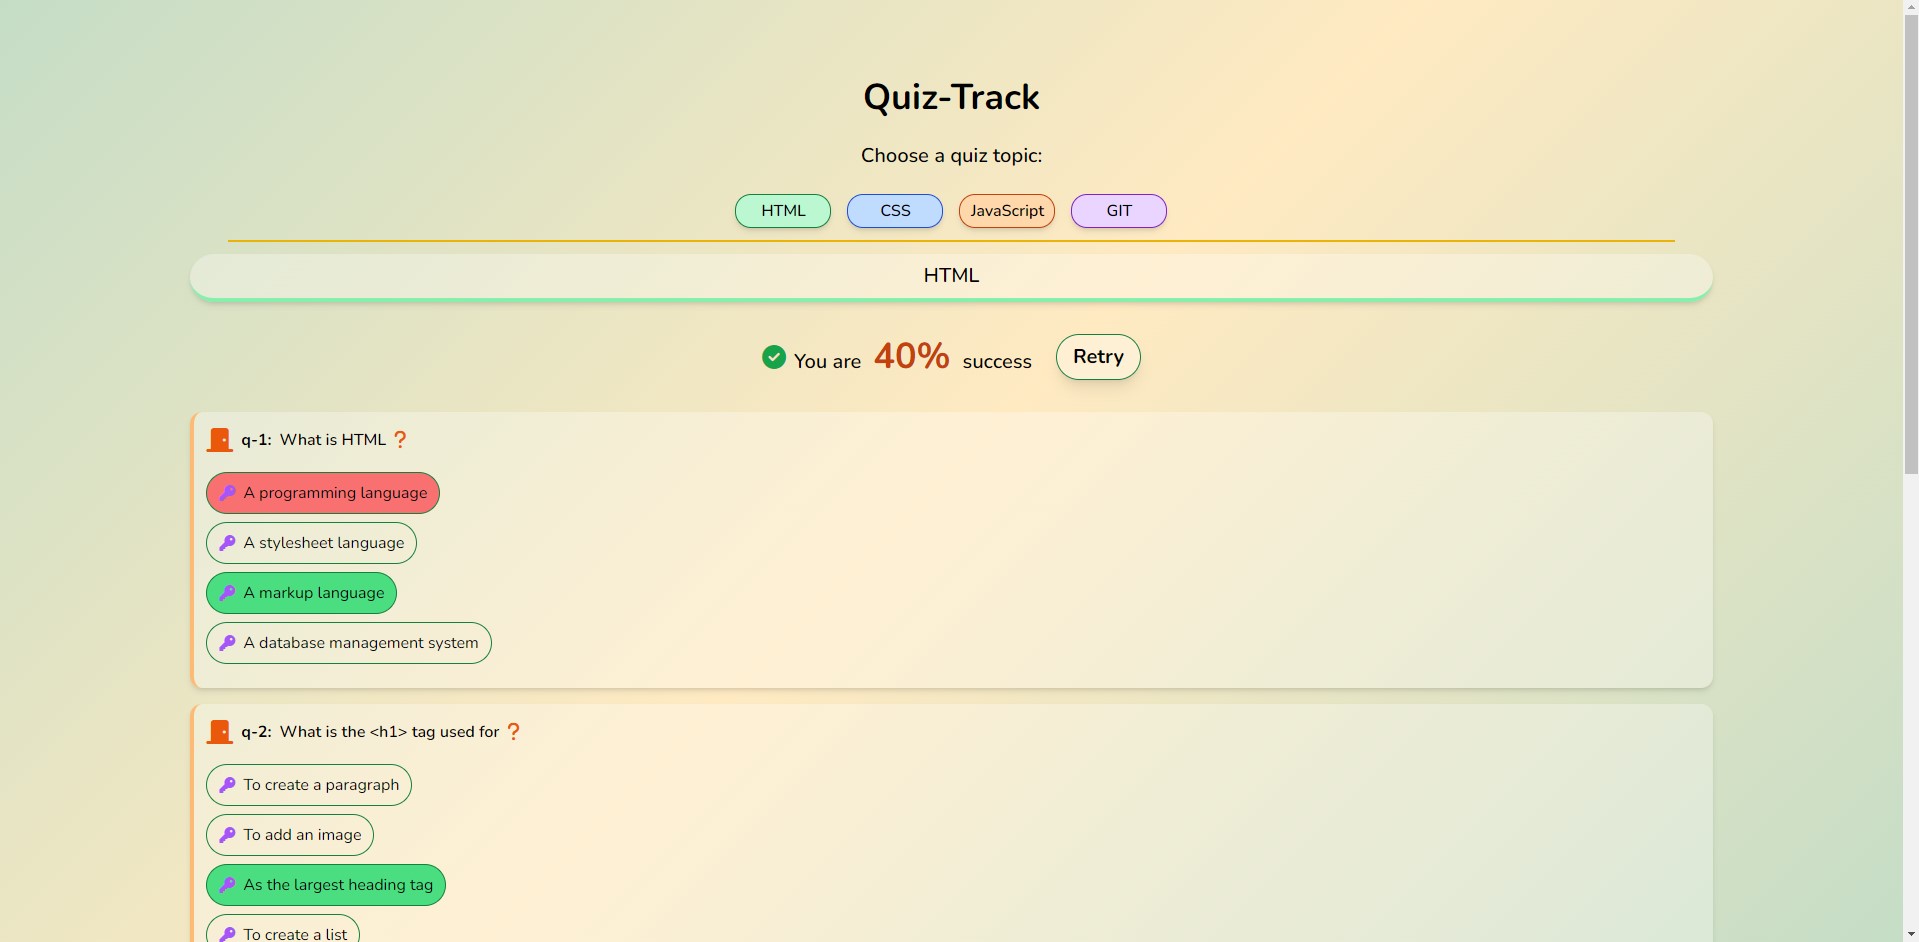 Quiz-Track
Choose a quiz topic:
HTML CSS JavaScript GIT
HTML
You are 40% success Retry
q-1: What is HTML ?
A programming language
A stylesheet language
A markup language
A database management system
q-2: What is the <h1> tag used for ?
To create a paragraph
To add an image
As the largest heading tag
To create a list